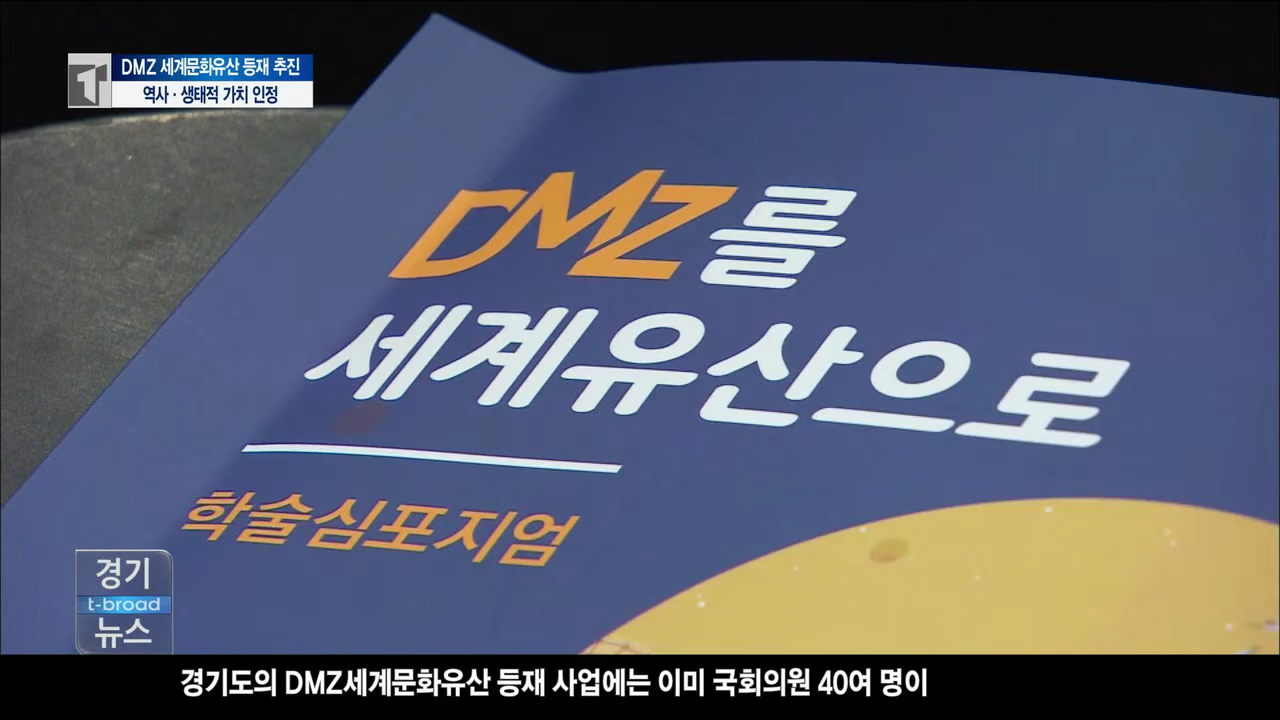 DMZ 세계문화유산 등재 추진
역사·생태적 가치 인정
DMZ를
세계유산으로
학술심포지엄
경기
t-broad
뉴스
경기도의 DMZ세계문화유산 등재 사업에는 이미 국회의원 40여 명이